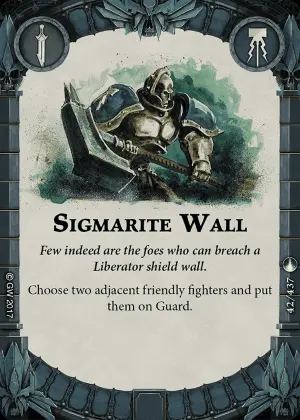 SIGMARITE WALL
Few indeed are the foes who can breach a
Liberator shield wall.
Choose two adjacent friendly fighters and put
them on Guard.
© GW 2017
42/437